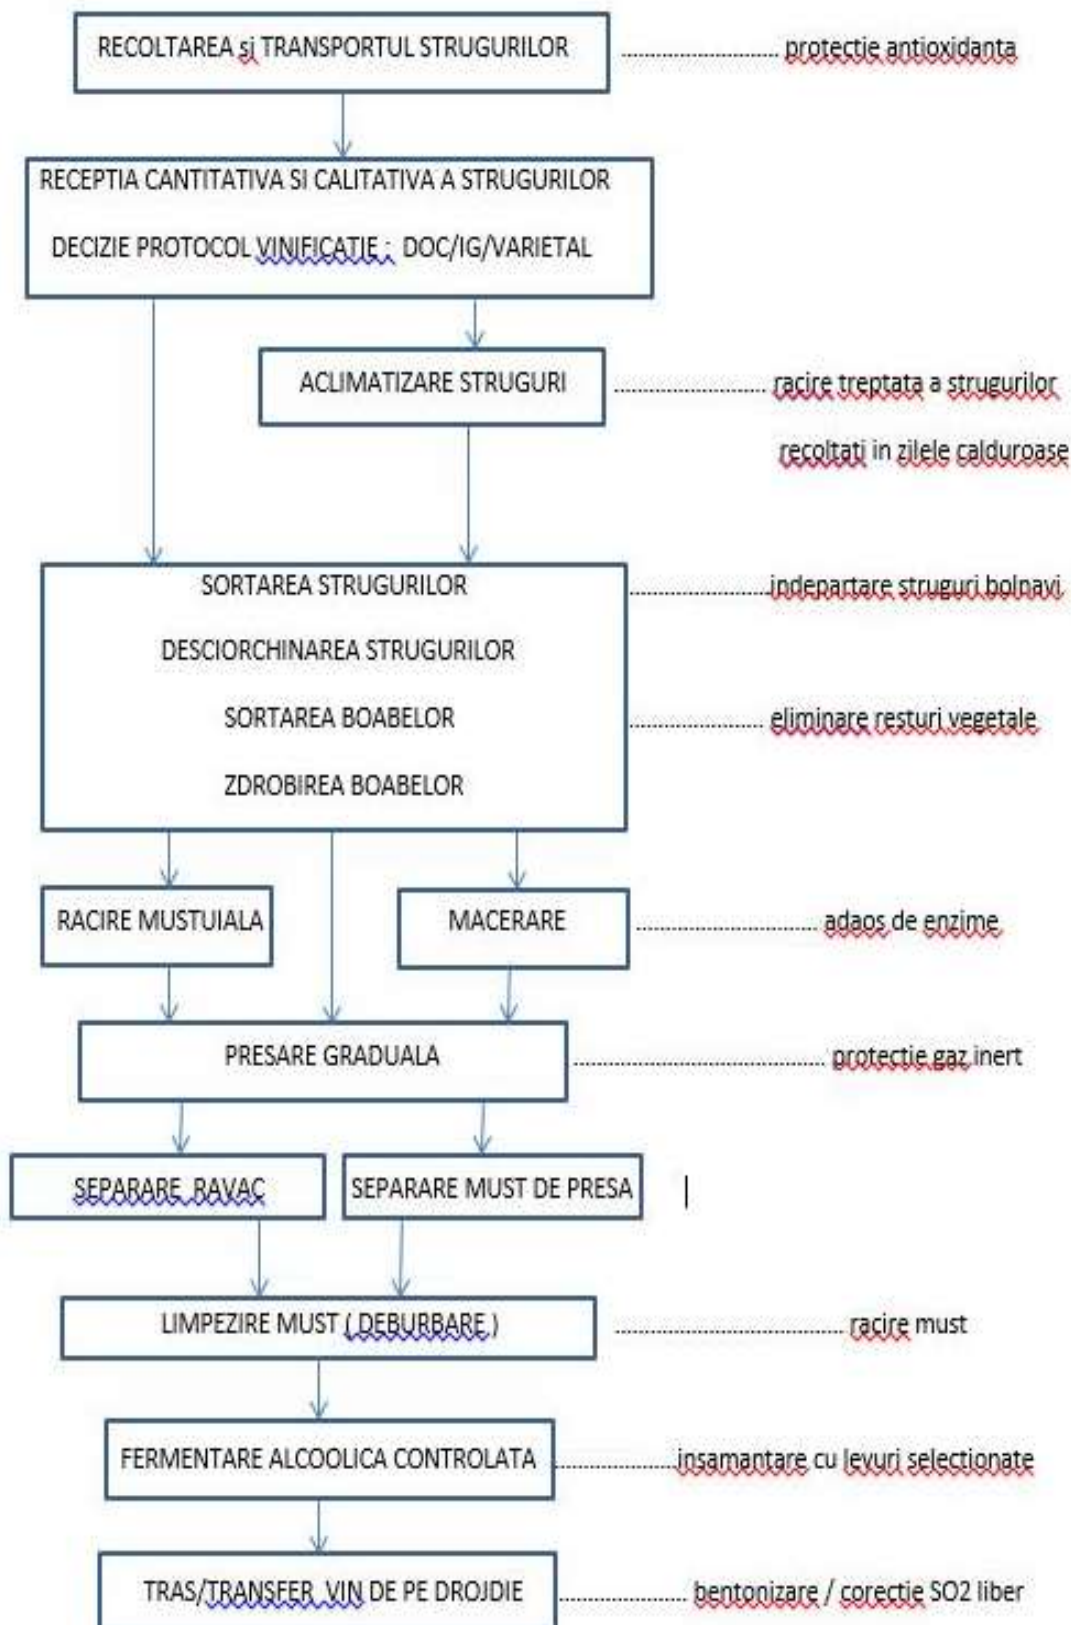 RECOLTAREA si TRANSPORTUL STRUGURILOR ........................ protectie antioxidanta
RECEPTIA CANTITATIVA SI CALITATIVA A STRUGURILOR
DECIZIE PROTOCOL VINIFICATIE : DOC/IG/VARIETAL
ACLIMATIZARE STRUGURI ........................ racire treptata a strugurilor
recoltati in zilele calduroase
SORTAREA STRUGURILOR ........................ indepartare struguri bolnavi
DESCIORCHINAREA STRUGURILOR
SORTAREA BOABELOR ........................ eliminare resturi vegetale
ZDROBIREA BOABELOR
RACIRE MUSTUIALA
MACERARE ........................ adaos de enzime
PRESARE GRADUALA ........................ protectie gaz inert
SEPARARE RAVAC
SEPARARE MUST DE PRESA
LIMPEZIRE MUST ( DEBURBARE ) ........................ racire must
FERMENTARE ALCOOLICA CONTROLATA ........................ insamantare cu levuri selectionate
TRAS/TRANSFER VIN DE PE DROJDIE ........................ bentonizare / corectie SO2 liber